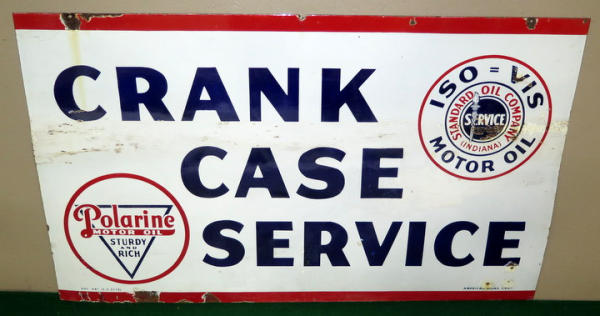 CRANK
CASE
SERVICE
ISO=VIS
STANDARD OIL COMPANY
SERVICE
(INDIANA)
MOTOR OIL
Polarine
MOTOR OIL
STURDY
AND
RICH